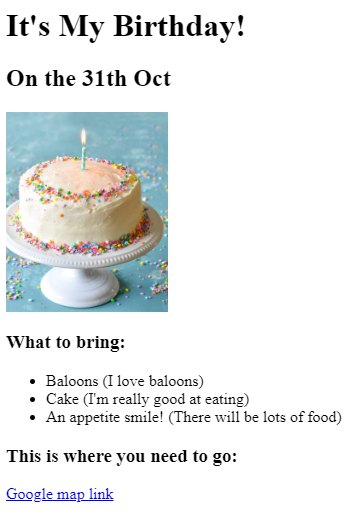 It's My Birthday!
On the 31th Oct
What to bring:
Baloons (I love baloons)
Cake (I'm really good at eating)
An appetite smile! (There will be lots of food)
This is where you need to go:
Google map link